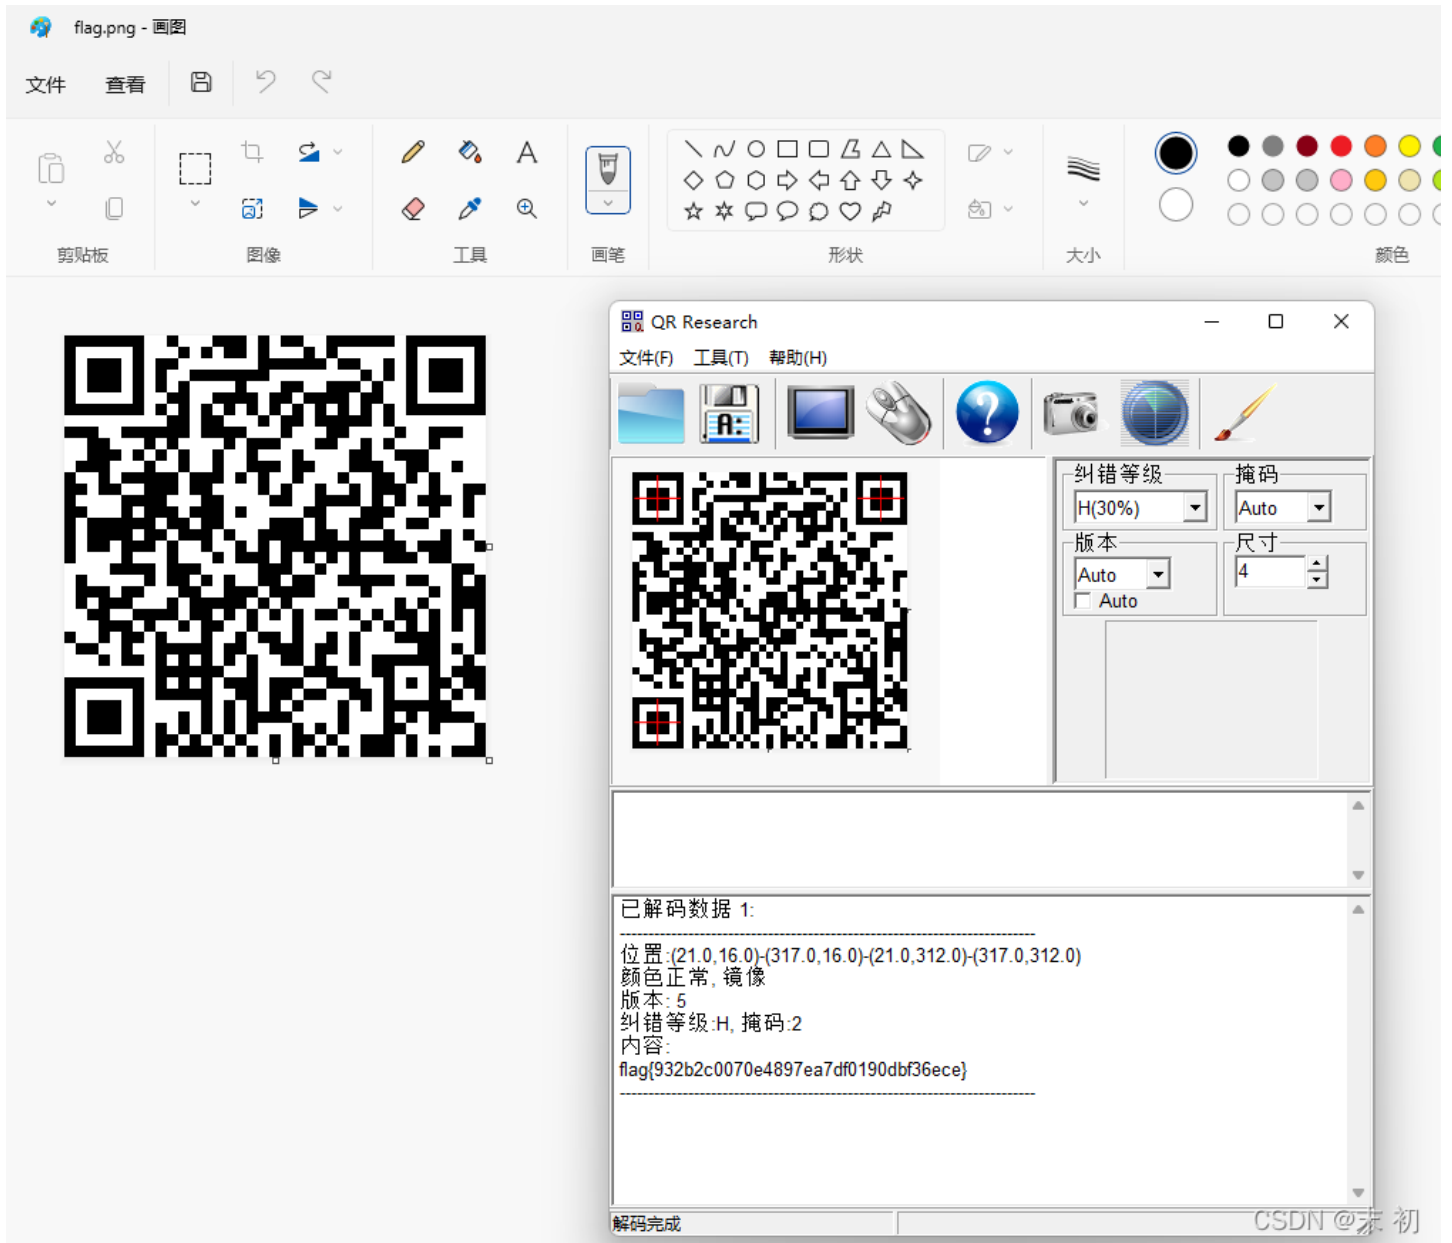 flag.png - 画图
文件 查看
剪贴板 图像 工具 画笔 形状 大小 颜色
QR Research
文件(F) 工具(T) 帮助(H)
A:
纠错等级 掩码
H(30%) Auto
版本 尺寸
Auto 4
Auto
已解码数据 1:
位置:(21.0,16.0)-(317.0,16.0)-(21.0,312.0)-(317.0,312.0)
颜色正常, 镜像
版本: 5
纠错等级:H, 掩码:2
内容:
flag{932b2c0070e4897ea7df0190dbf36ece}
解码完成
CSDN @末 初